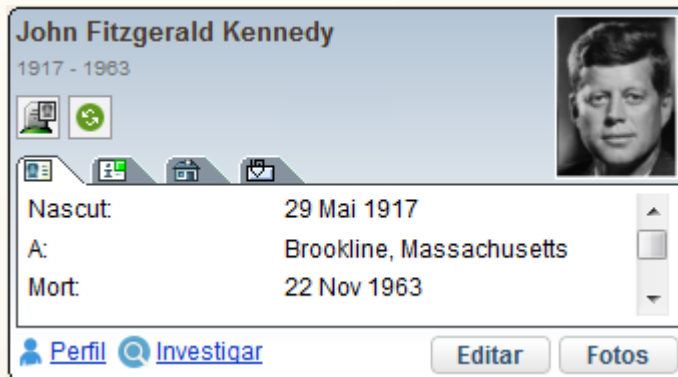 John Fitzgerald Kennedy
1917 - 1963
Nascut: 29 Mai 1917
A: Brookline, Massachusetts
Mort: 22 Nov 1963
Perfil Investigar Editar Fotos